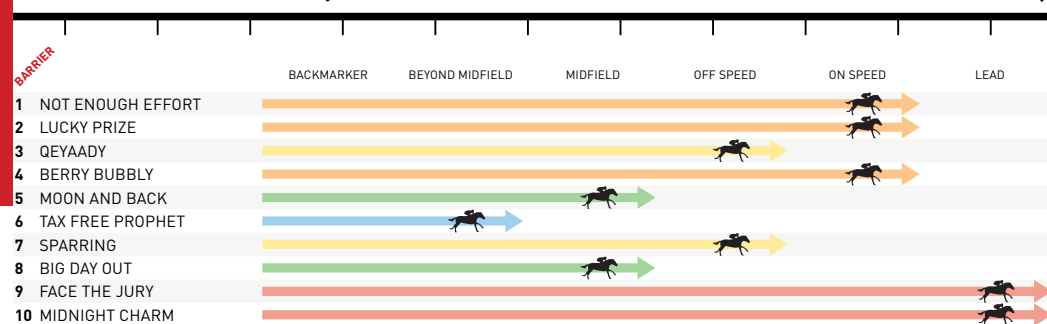 BARRIER
BACKMARKER BEYOND MIDFIELD MIDFIELD OFF SPEED ON SPEED LEAD
1 NOT ENOUGH EFFORT
2 LUCKY PRIZE
3 QEYAADY
4 BERRY BUBBLY
5 MOON AND BACK
6 TAX FREE PROPHET
7 SPARRING
8 BIG DAY OUT
9 FACE THE JURY
10 MIDNIGHT CHARM